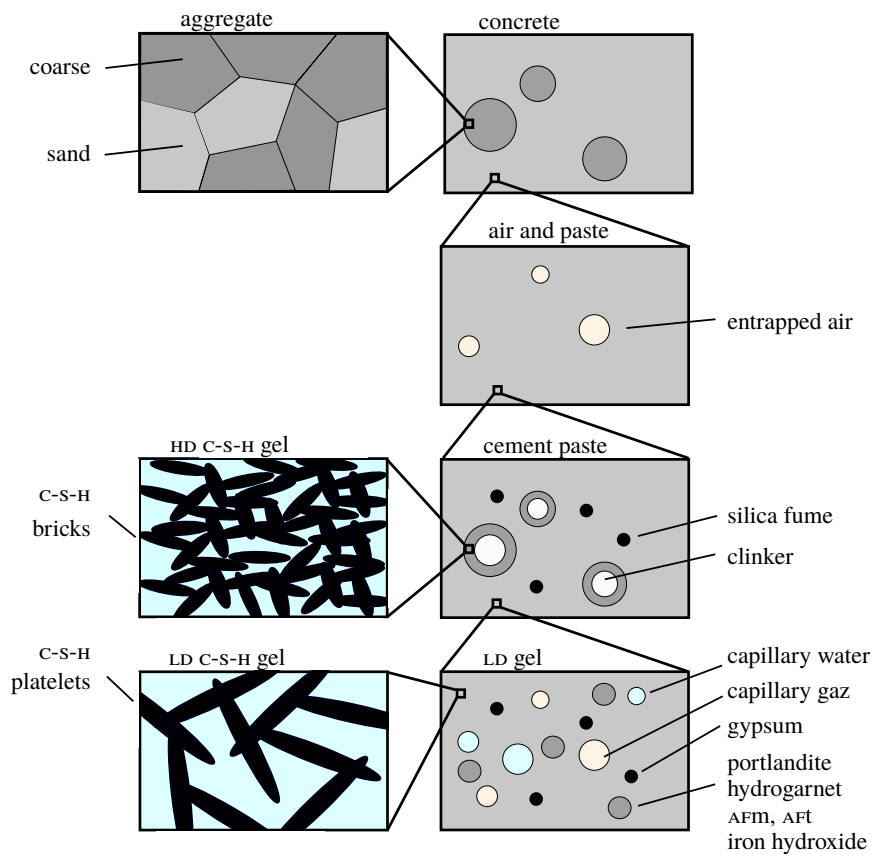 aggregate
concrete
coarse
sand
air and paste
entrapped air
HD C-S-H gel
cement paste
C-S-H
bricks
silica fume
clinker
C-S-H
platelets
LD C-S-H gel
LD gel
capillary water
capillary gaz
gypsum
portlandite
hydrogarnet
AFm, AFt
iron hydroxide